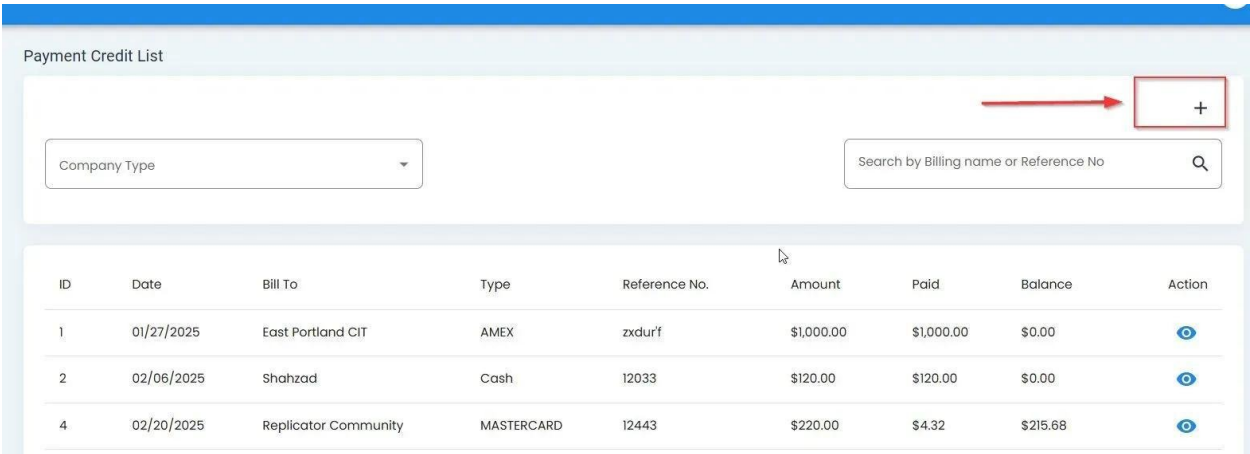 Payment Credit List
+
Company Type
Search by Billing name or Reference No
ID Date Bill To Type Reference No. Amount Paid Balance Action
1 01/27/2025 East Portland CIT AMEX zxdur'f $1,000.00 $1,000.00 $0.00
2 02/06/2025 Shahzad Cash 12033 $120.00 $120.00 $0.00
4 02/20/2025 Replicator Community MASTERCARD 12443 $220.00 $4.32 $215.68